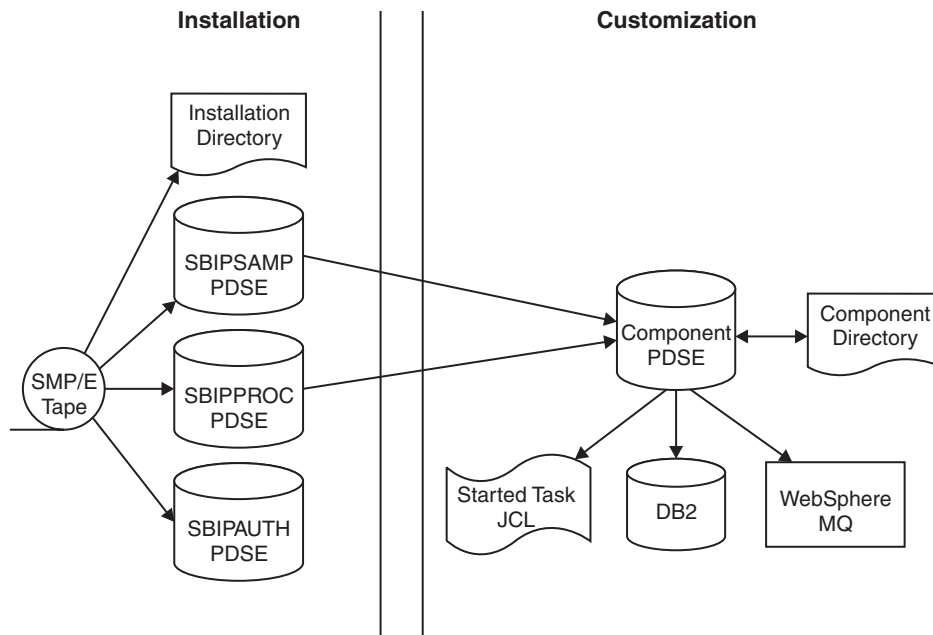 Installation
Customization
Installation
Directory
SBIPSAMP
PDSE
SMP/E
Tape
SBIPPROC
PDSE
SBIPAUTH
PDSE
Component
PDSE
Component
Directory
Started Task
JCL
DB2
WebSphere
MQ